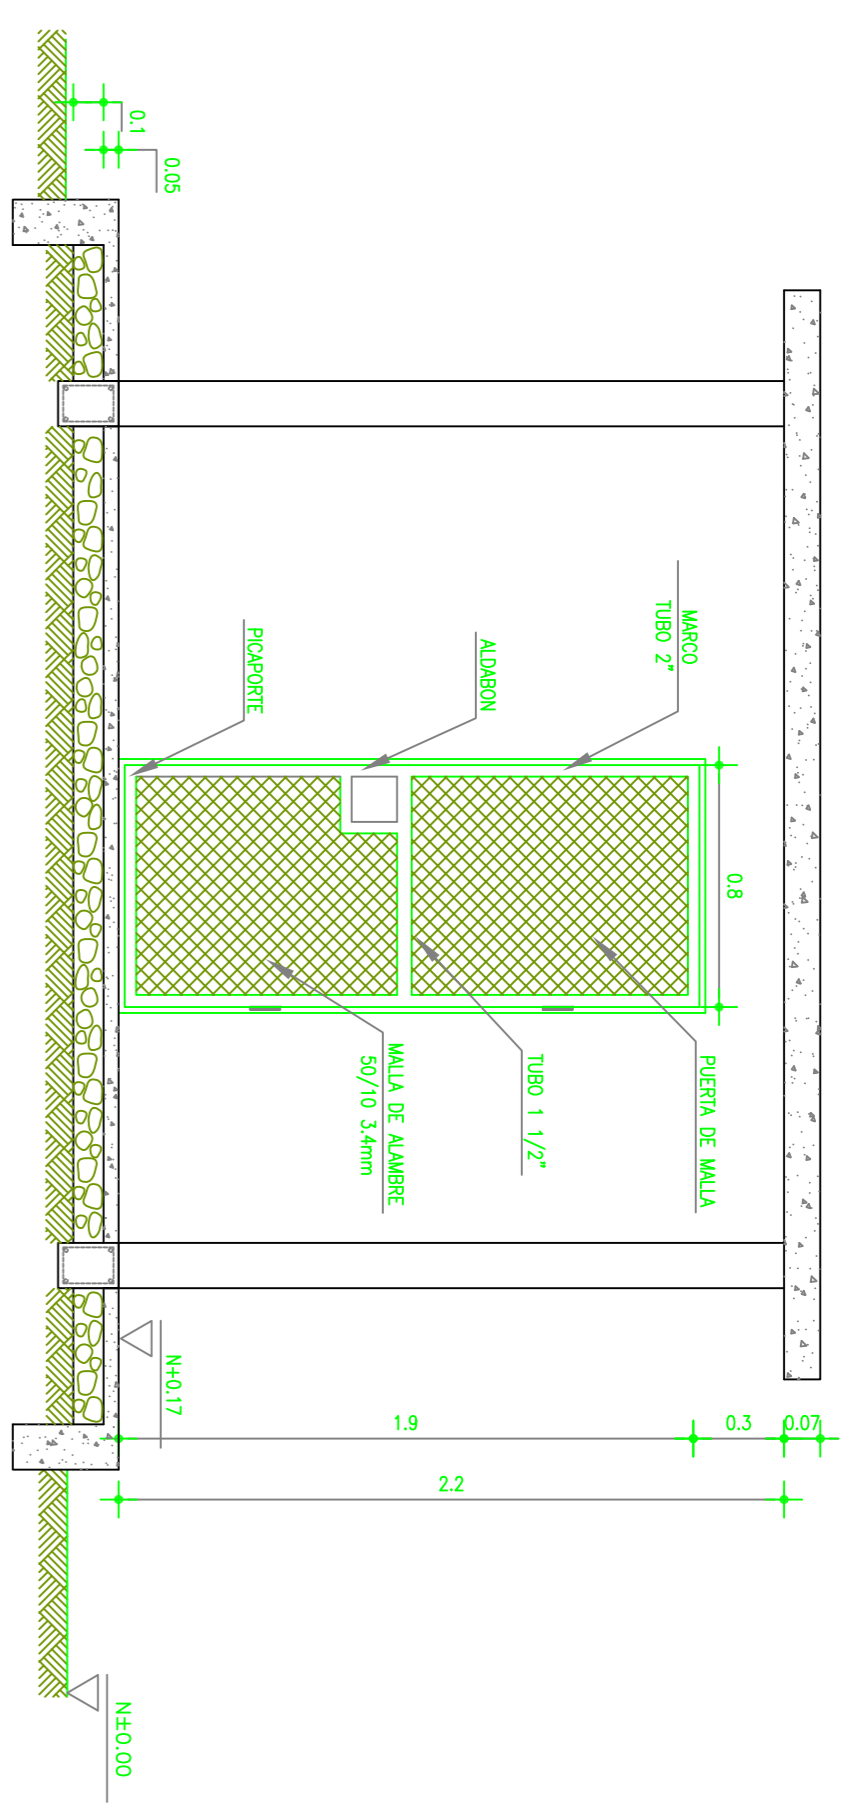 0.07
0.3
1.9
2.2
0.8
MARCO
TUBO 2"
ALDABON
PICAPORTE
PUERTA DE MALLA
TUBO 1 1/2"
MALLA DE ALAMBRE
50/10 3.4mm
0.05
0.1
N+0.17
N±0.00